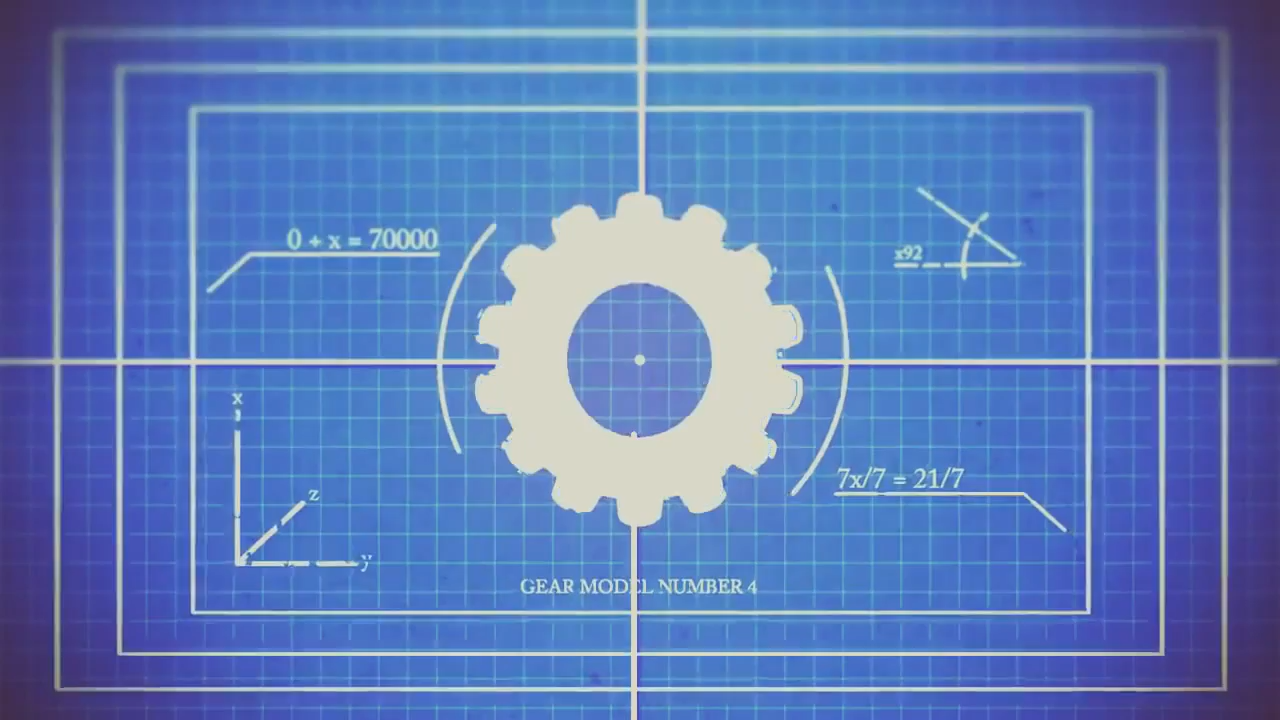 0 + x = 70000
x92
x
z
y
7x/7 = 21/7
GEAR MODEL NUMBER 4